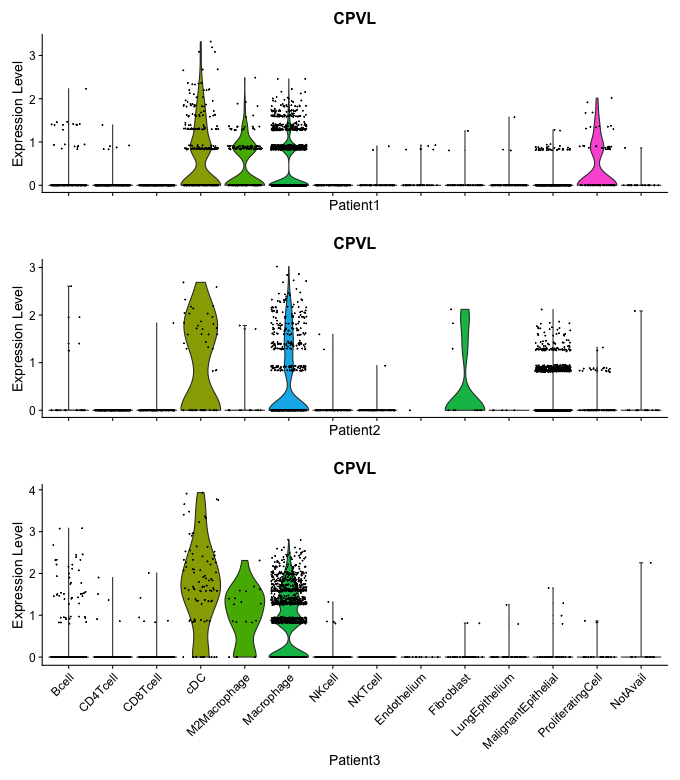 CPVL
3
2
1
0
Expression Level
Patient1
CPVL
3
2
1
0
Expression Level
Patient2
CPVL
4
3
2
1
0
Expression Level
Bcell
CD4Tcell
CD8Tcell
cDC
M2Macrophage
Macrophage
NKcell
NKTcell
Endothelium
Fibroblast
LungEpithelium
MalignantEpithelial
ProliferatingCell
NotAvail
Patient3